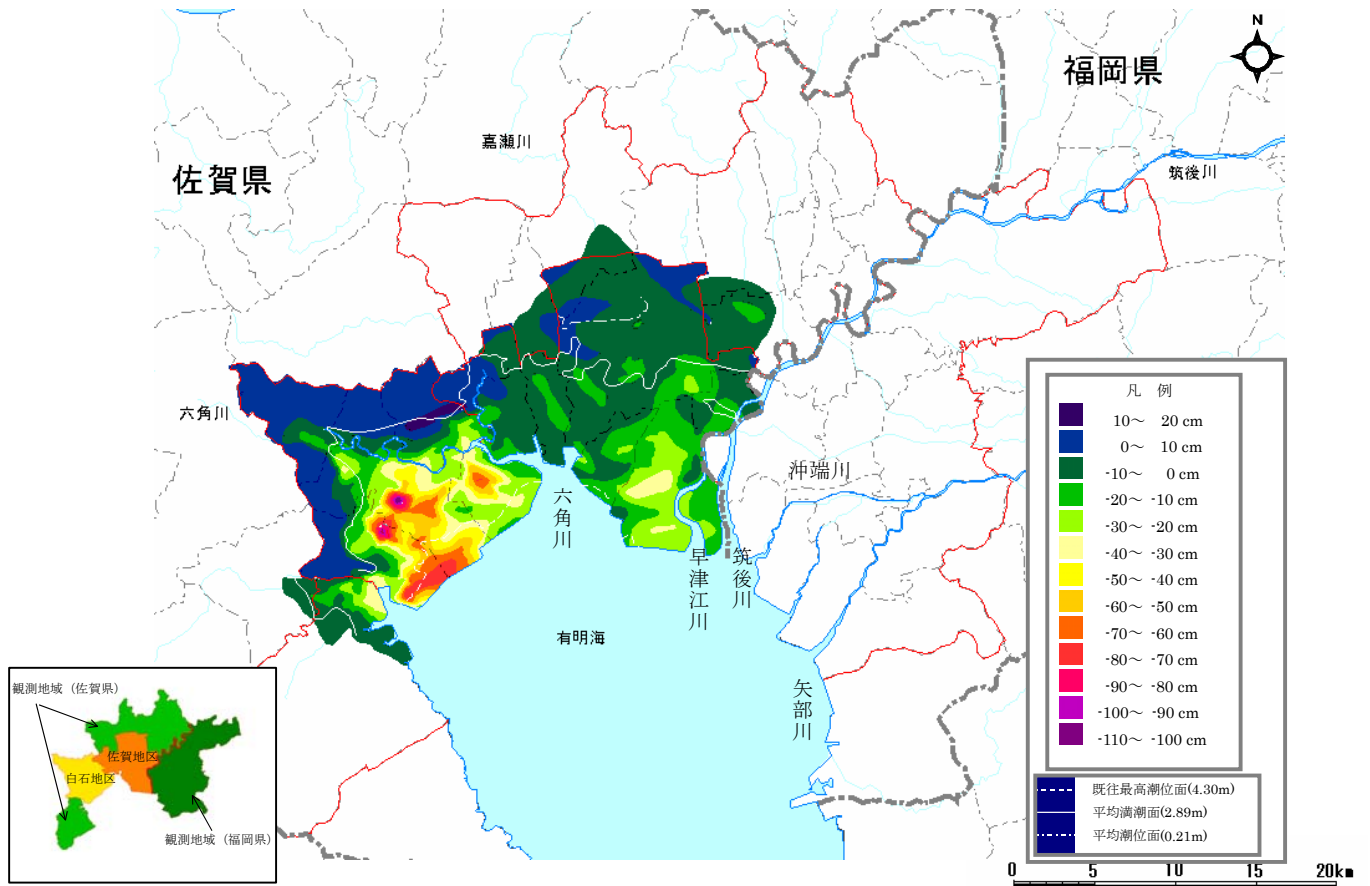 N
福岡県
嘉瀬川
佐賀県
筑後川
六角川
沖端川
六角川
早津江川
筑後川
有明海
矢部川
凡 例
10～ 20 cm
0～ 10 cm
-10～ 0 cm
-20～ -10 cm
-30～ -20 cm
-40～ -30 cm
-50～ -40 cm
-60～ -50 cm
-70～ -60 cm
-80～ -70 cm
-90～ -80 cm
-100～ -90 cm
-110～ -100 cm
既往最高潮位面(4.30m)
平均満潮面(2.89m)
平均潮位面(0.21m)
観測地域（佐賀県）
佐賀地区
白石地区
観測地域（福岡県）
0 5 10 15 20km